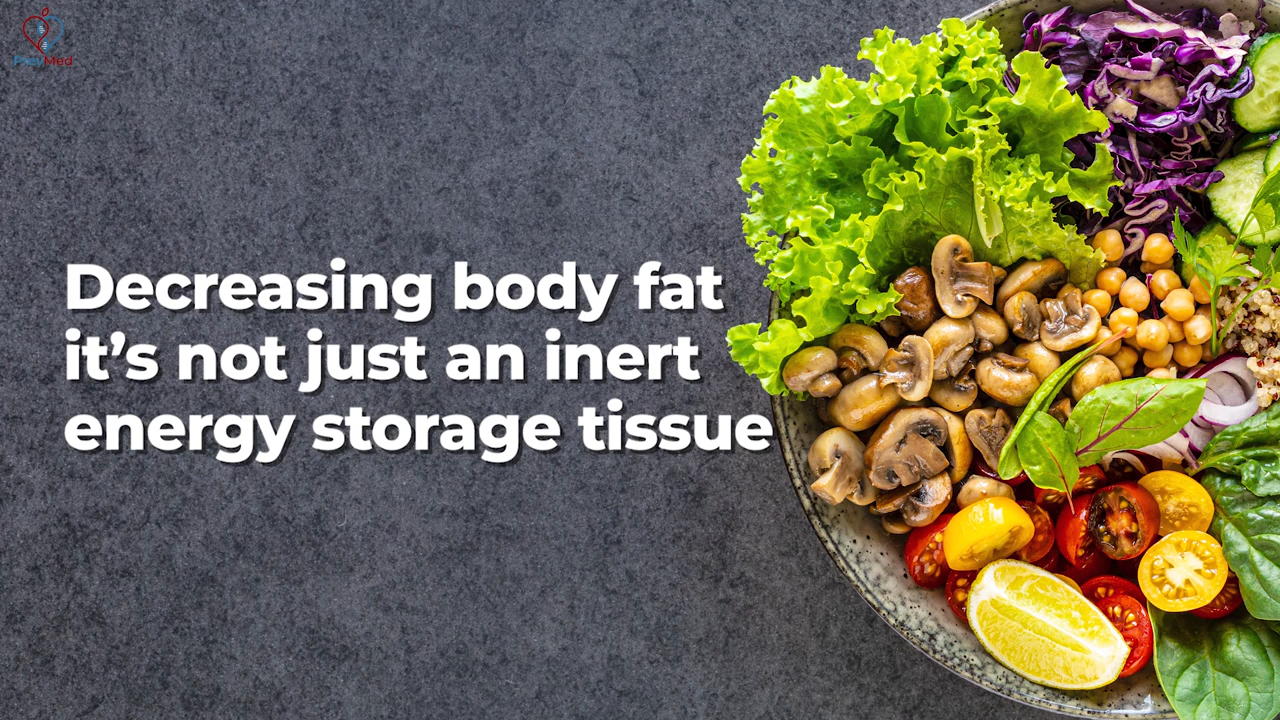 Decreasing body fat
it’s not just an inert
energy storage tissue